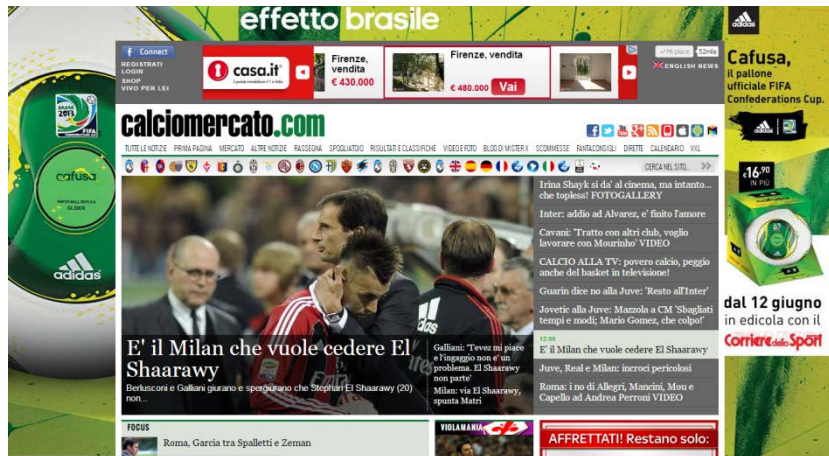 effetto brasile
adidas
f Connect
REGISTRATI
LOGIN
SHOP
VIVO PER LEI
casa.it
Firenze,
vendita
€ 430.000
Firenze, vendita
€ 480.000 Vai
Mi piace 52mila
ENGLISH NEWS
Cafusa,
il pallone
ufficiale FIFA
Confederations Cup.
adidas
calciomercato.com
TUTTE LE NOTIZIE PRIMA PAGINA MERCATO ALTRE NOTIZIE RASSEGNA SPOGLIATOIO RISULTATI E CLASSIFICHE VIDEO E FOTO BLOG DI MISTER X SCOMMESSE FANTACONSIGLI DIRETTE CALENDARIO VXL
CERCA NEL SITO... >>
BRASIL
2013
FIFA
cafusa
GLIDER
adidas
Irina Shayk si da' al cinema, ma intanto...
che topless! FOTOGALLERY
Inter: addio ad Alvarez, e' finito l'amore
Cavani: 'Tratto con altri club, voglio
lavorare con Mourinho' VIDEO
CALCIO ALLA TV: povero calcio, peggio
anche del basket in televisione!
Guarin dice no alla Juve: 'Resto all'Inter'
Jovetic alla Juve: Mazzola a CM 'Sbagliati
tempi e modi; Mario Gomez, che colpo!'
12:00
E' il Milan che vuole cedere El Shaarawy
Juve, Real e Milan: incroci pericolosi
Roma: i no di Allegri, Mancini, Mou e
Capello ad Andrea Perroni VIDEO
€16,90
IN PIÙ
dal 12 giugno
in edicola con il
Corriere dello Sport
E' il Milan che vuole cedere El
Shaarawy
Berlusconi e Galliani giurano e spergiurano che Stephan El Shaarawy (20)
non...
Galliani: 'Tevez mi piace
e l'ingaggio non e' un
problema. El Shaarawy
non parte'
Milan: via El Shaarawy,
spunta Matri
FOCUS
Roma, Garcia tra Spalletti e Zeman
VIOLAMANIA
AFFRETTATI! Restano solo: